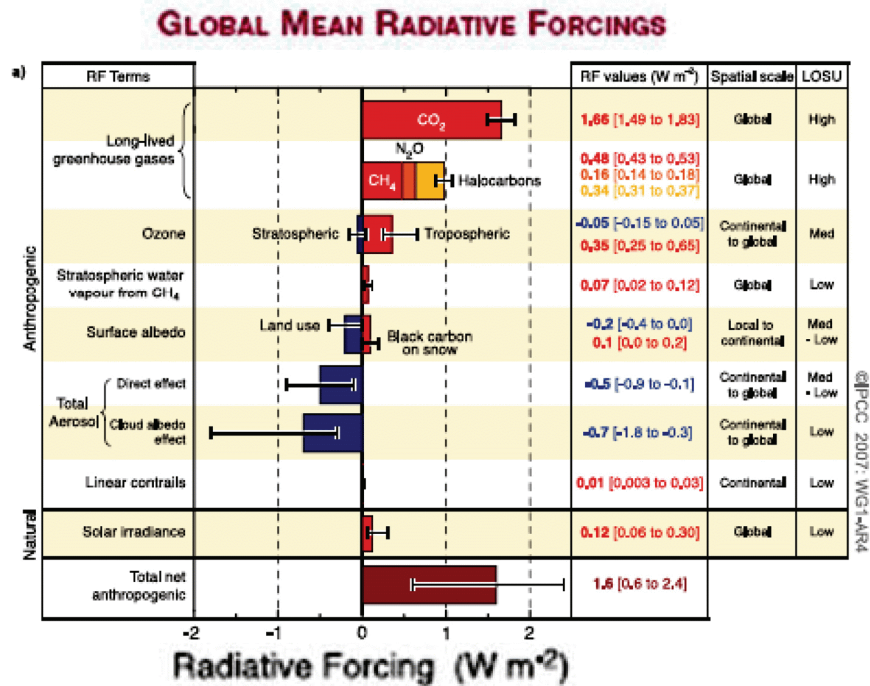 GLOBAL MEAN RADIATIVE FORCINGS
a)
RF Terms
RF values (W m⁻²)
Spatial scale
LOSU
Anthropogenic
Long-lived
greenhouse gases
CO₂
1.66 [1.49 to 1.83]
Global
High
N₂O
CH₄
Halocarbons
0.48 [0.43 to 0.53]
0.16 [0.14 to 0.18]
0.34 [0.31 to 0.37]
Global
High
Ozone
Stratospheric
Tropospheric
-0.05 [-0.15 to 0.05]
0.35 [0.25 to 0.65]
Continental
to global
Med
Stratospheric water
vapour from CH₄
0.07 [0.02 to 0.12]
Global
Low
Surface albedo
Land use
Black carbon
on snow
-0.2 [-0.4 to 0.0]
0.1 [0.0 to 0.2]
Local to
continental
Med
- Low
Total
Aerosol
Direct effect
-0.5 [-0.9 to -0.1]
Continental
to global
Med
- Low
Cloud albedo
effect
-0.7 [-1.8 to -0.3]
Continental
to global
Low
Linear contrails
0.01 [0.003 to 0.03]
Continental
Low
Natural
Solar irradiance
0.12 [0.06 to 0.30]
Global
Low
Total net
anthropogenic
1.6 [0.6 to 2.4]
-2 -1 0 1 2
Radiative Forcing (W m⁻²)
©IPCC 2007: WG1-AR4